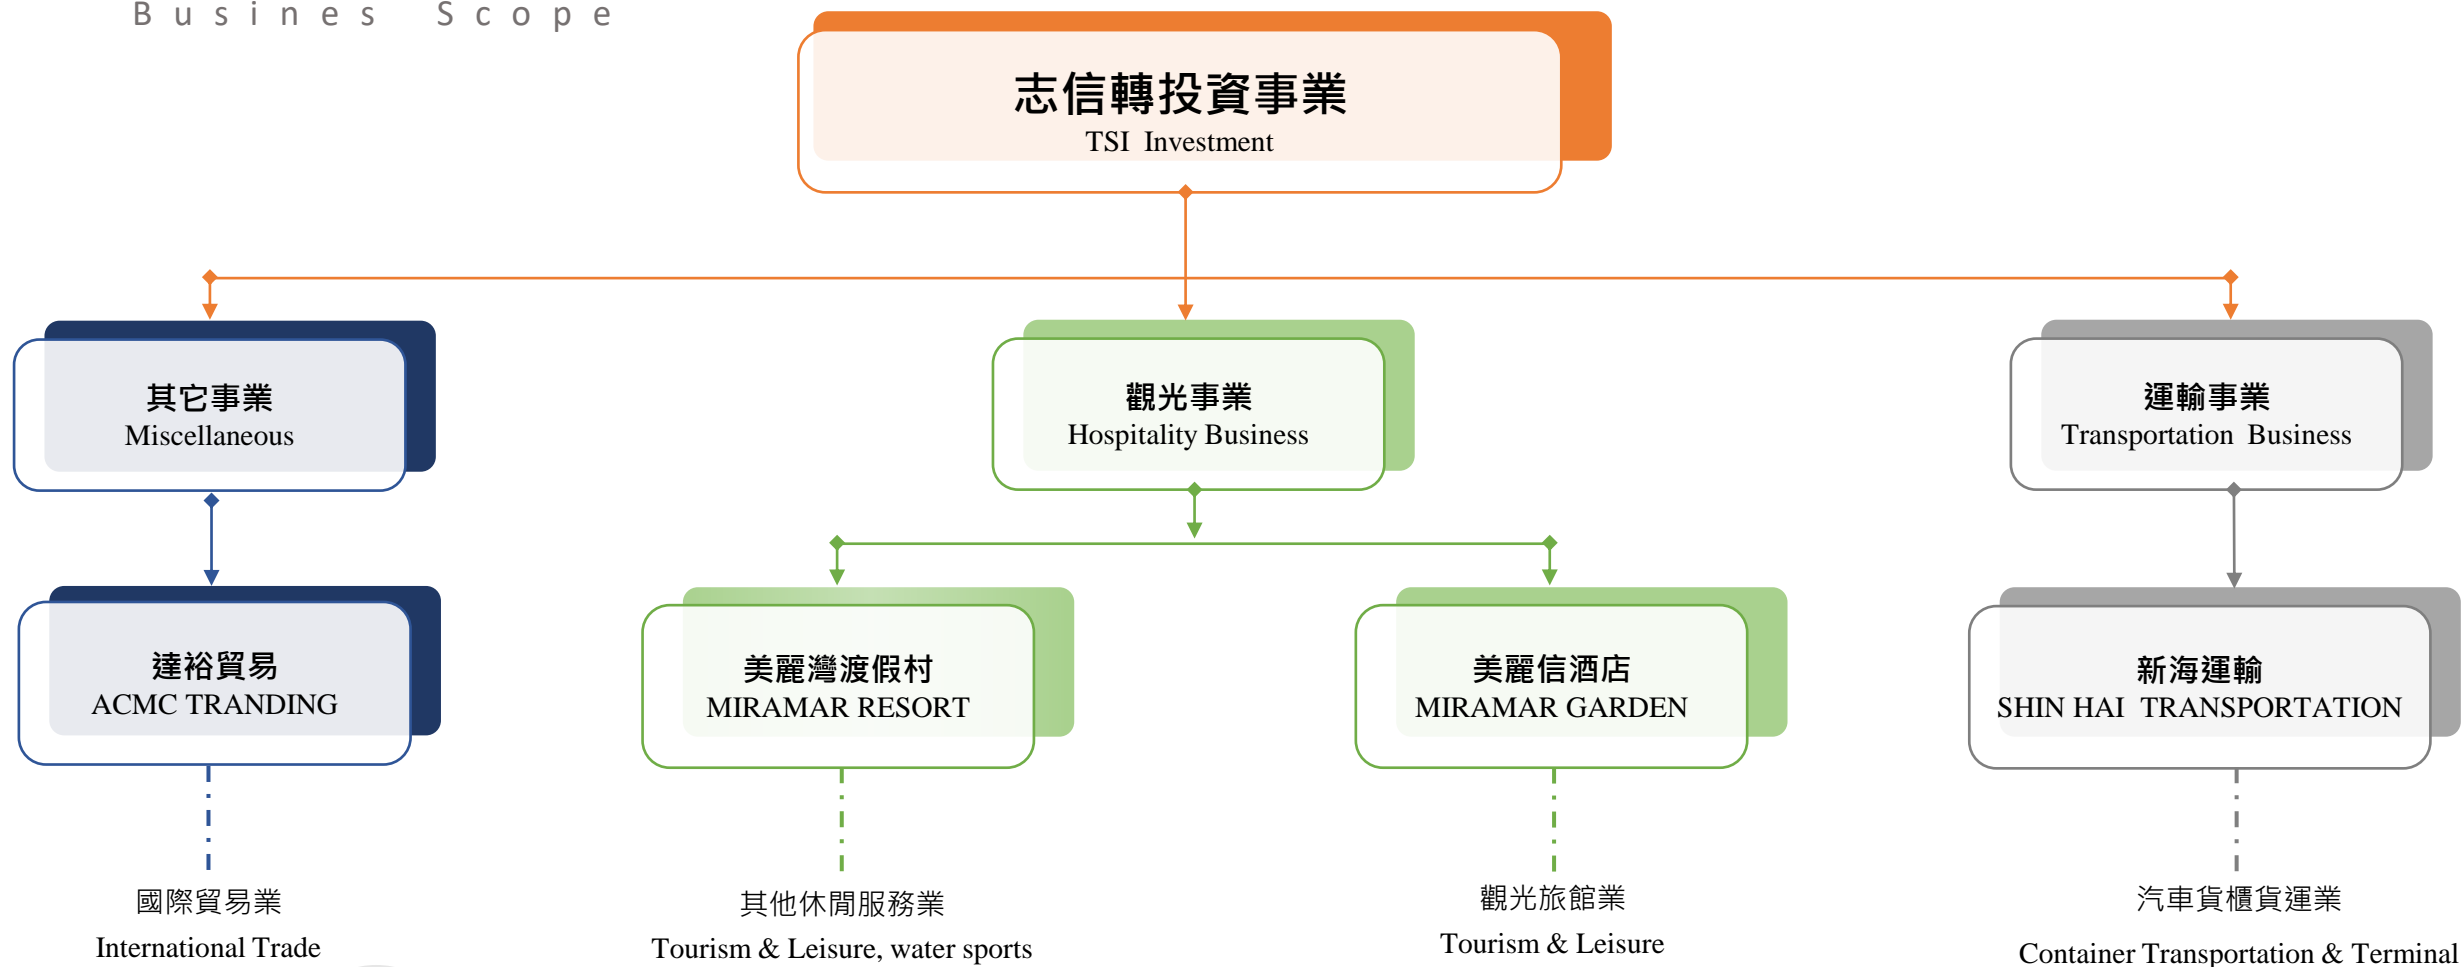 Busines Scope
志信轉投資事業
TSI Investment
其它事業
Miscellaneous
觀光事業
Hospitality Business
運輸事業
Transportation Business
達裕貿易
ACMC TRANDING
美麗灣渡假村
MIRAMAR RESORT
美麗信酒店
MIRAMAR GARDEN
新海運輸
SHIN HAI TRANSPORTATION
國際貿易業
International Trade
其他休閒服務業
Tourism & Leisure, water sports
觀光旅館業
Tourism & Leisure
汽車貨櫃貨運業
Container Transportation & Terminal